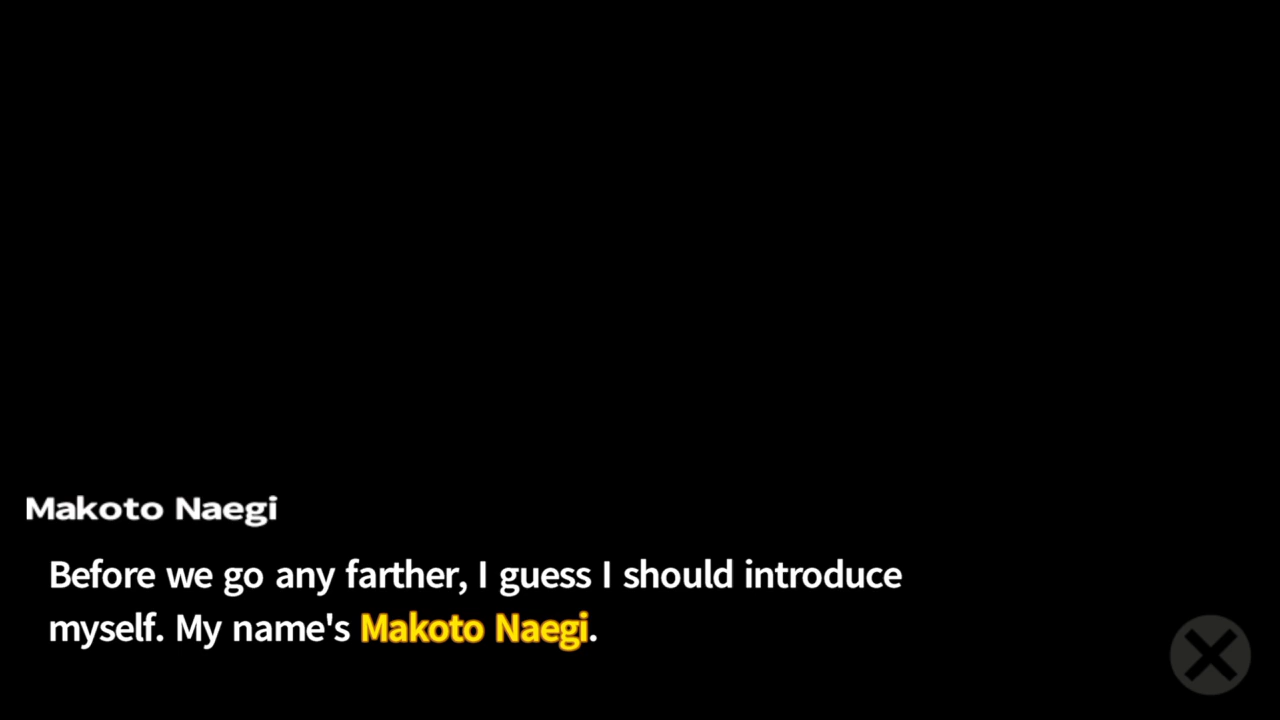 Makoto Naegi
Before we go any farther, I guess I should introduce
myself. My name's Makoto Naegi.